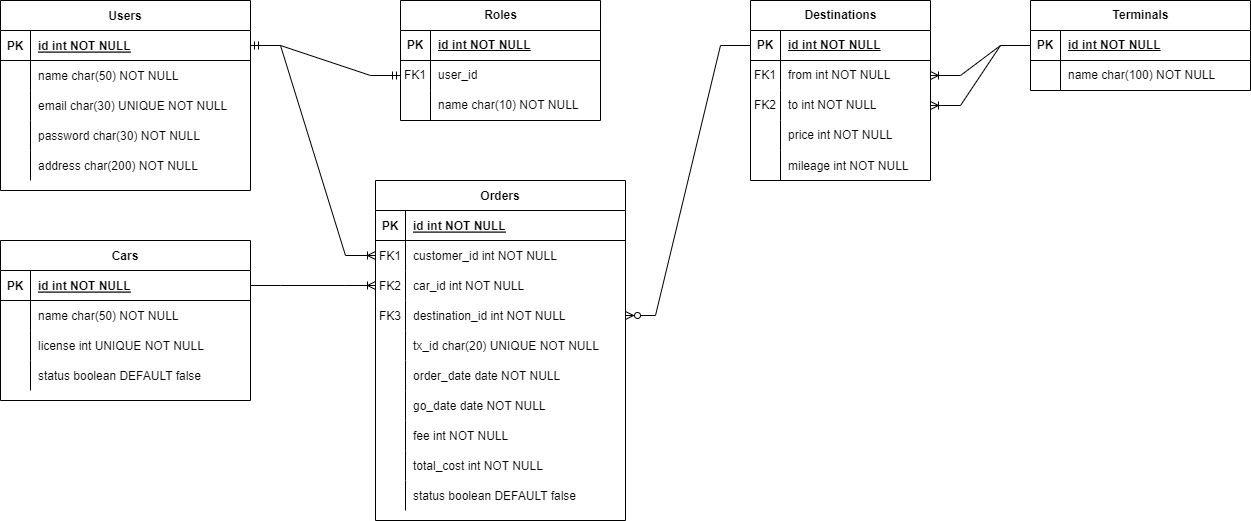 Users
PK id int NOT NULL
name char(50) NOT NULL
email char(30) UNIQUE NOT NULL
password char(30) NOT NULL
address char(200) NOT NULL
Roles
PK id int NOT NULL
FK1 user_id
name char(10) NOT NULL
Destinations
PK id int NOT NULL
FK1 from int NOT NULL
FK2 to int NOT NULL
price int NOT NULL
mileage int NOT NULL
Terminals
PK id int NOT NULL
name char(100) NOT NULL
Cars
PK id int NOT NULL
name char(50) NOT NULL
license int UNIQUE NOT NULL
status boolean DEFAULT false
Orders
PK id int NOT NULL
FK1 customer_id int NOT NULL
FK2 car_id int NOT NULL
FK3 destination_id int NOT NULL
tx_id char(20) UNIQUE NOT NULL
order_date date NOT NULL
go_date date NOT NULL
fee int NOT NULL
total_cost int NOT NULL
status boolean DEFAULT false